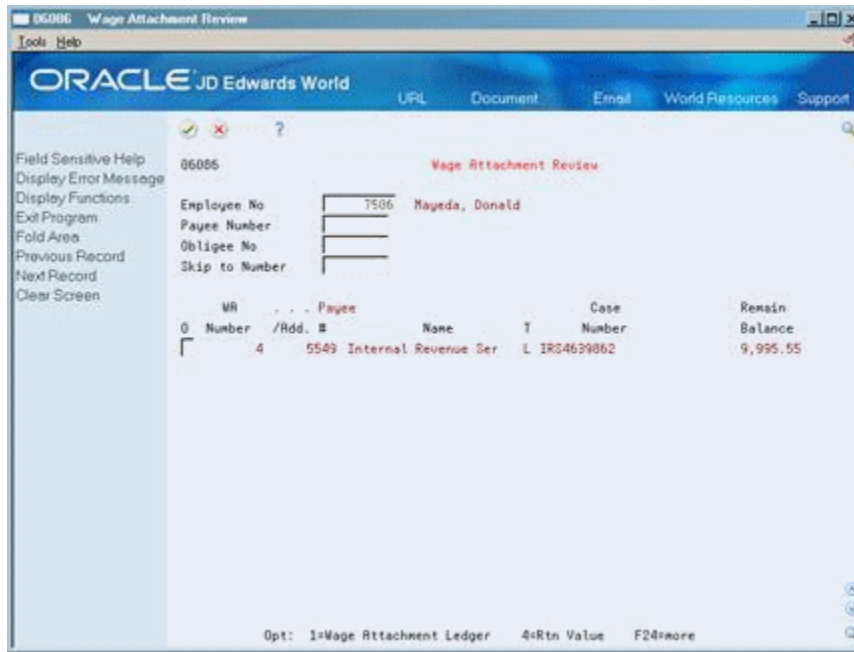 06086 Wage Attachment Review
Tools Help
ORACLE JD Edwards World
URL Document Email World Resources Support
?
Field Sensitive Help
Display Error Message
Display Functions
Exit Program
Fold Area
Previous Record
Next Record
Clear Screen
06086 Wage Attachment Review
Employee No 7506 Mayeda, Donald
Payee Number
Obligee No
Skip to Number
WA . . . Payee Case Remain
O Number /Add. # Name T Number Balance
4 5549 Internal Revenue Ser L IRS4639862 9,995.55
Opt: 1=Wage Attachment Ledger 4=Rtn Value F24=more